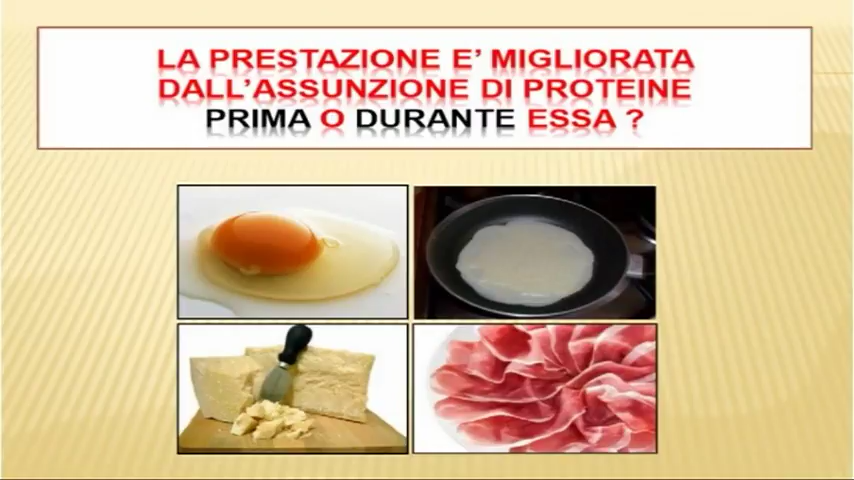 LA PRESTAZIONE E’ MIGLIORATA
DALL’ASSUNZIONE DI PROTEINE
PRIMA O DURANTE ESSA ?